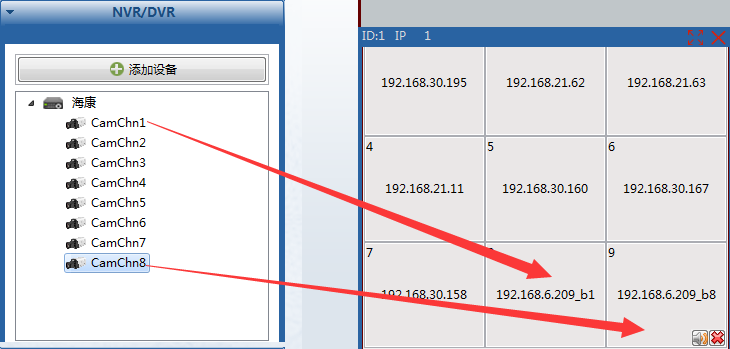 NVR/DVR
添加设备
海康
CamChn1
CamChn2
CamChn3
CamChn4
CamChn5
CamChn6
CamChn7
CamChn8
ID:1 IP 1
192.168.30.195 192.168.21.62 192.168.21.63
4 5 6
192.168.21.11 192.168.30.160 192.168.30.167
7 9
192.168.30.158 192.168.6.209_b1 192.168.6.209_b8